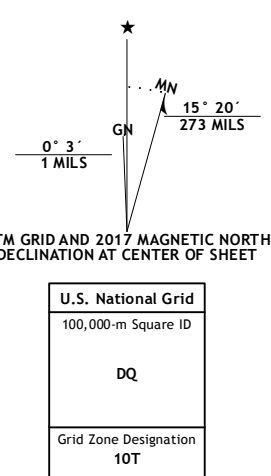 MN
GN
15° 20´
273 MILS
0° 3´
1 MILS
TM GRID AND 2017 MAGNETIC NORTH
DECLINATION AT CENTER OF SHEET
U.S. National Grid
100,000-m Square ID
DQ
Grid Zone Designation
10T